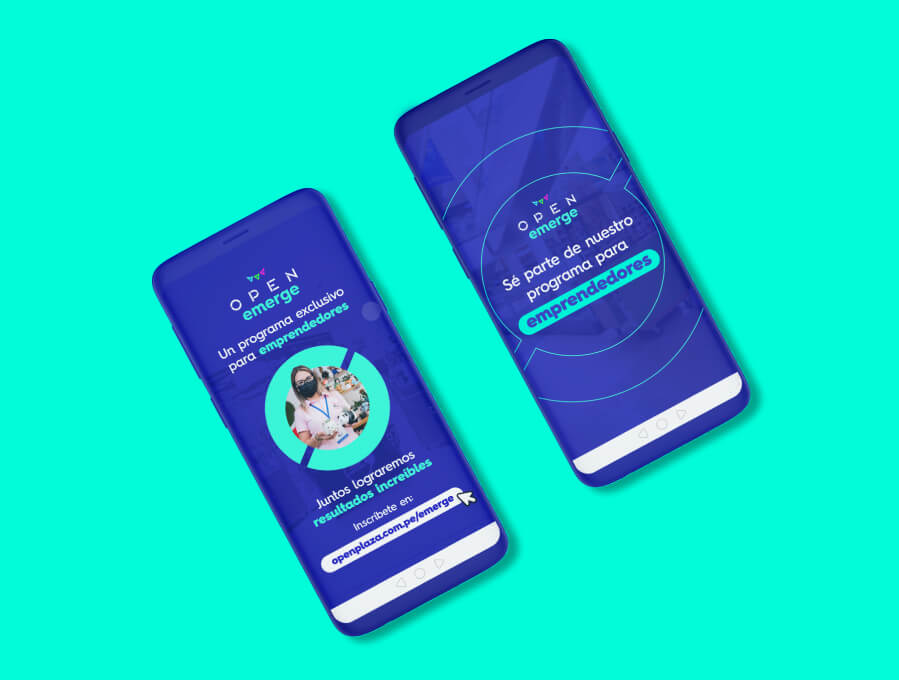 OPEN
emerge
Un programa exclusivo
para emprendedores
Juntos lograremos
resultados increíbles
Inscríbete en:
openplaza.com.pe/emerge
OPEN
emerge
Sé parte de nuestro
programa para
emprendedores